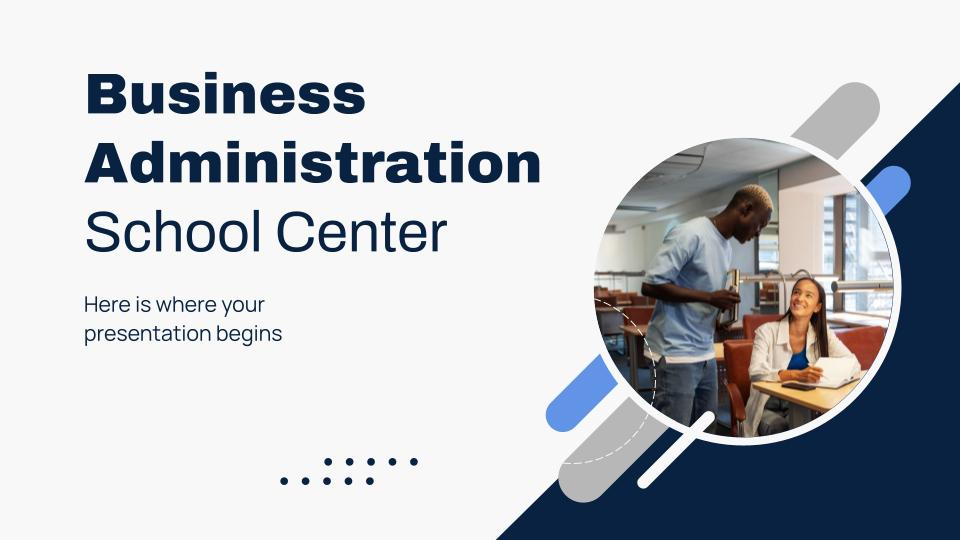 Business
Administration
School Center
Here is where your
presentation begins